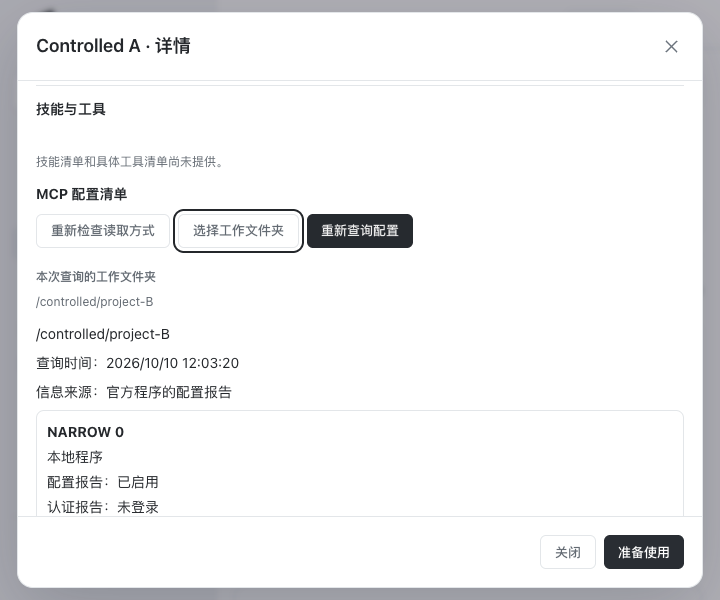 Controlled A · 详情
技能与工具
技能清单和具体工具清单尚未提供。
MCP 配置清单
重新检查读取方式 选择工作文件夹 重新查询配置
本次查询的工作文件夹
/controlled/project-B
/controlled/project-B
查询时间：2026/10/10 12:03:20
信息来源：官方程序的配置报告
NARROW 0
本地程序
配置报告：已启用
认证报告：未登录
关闭 准备使用